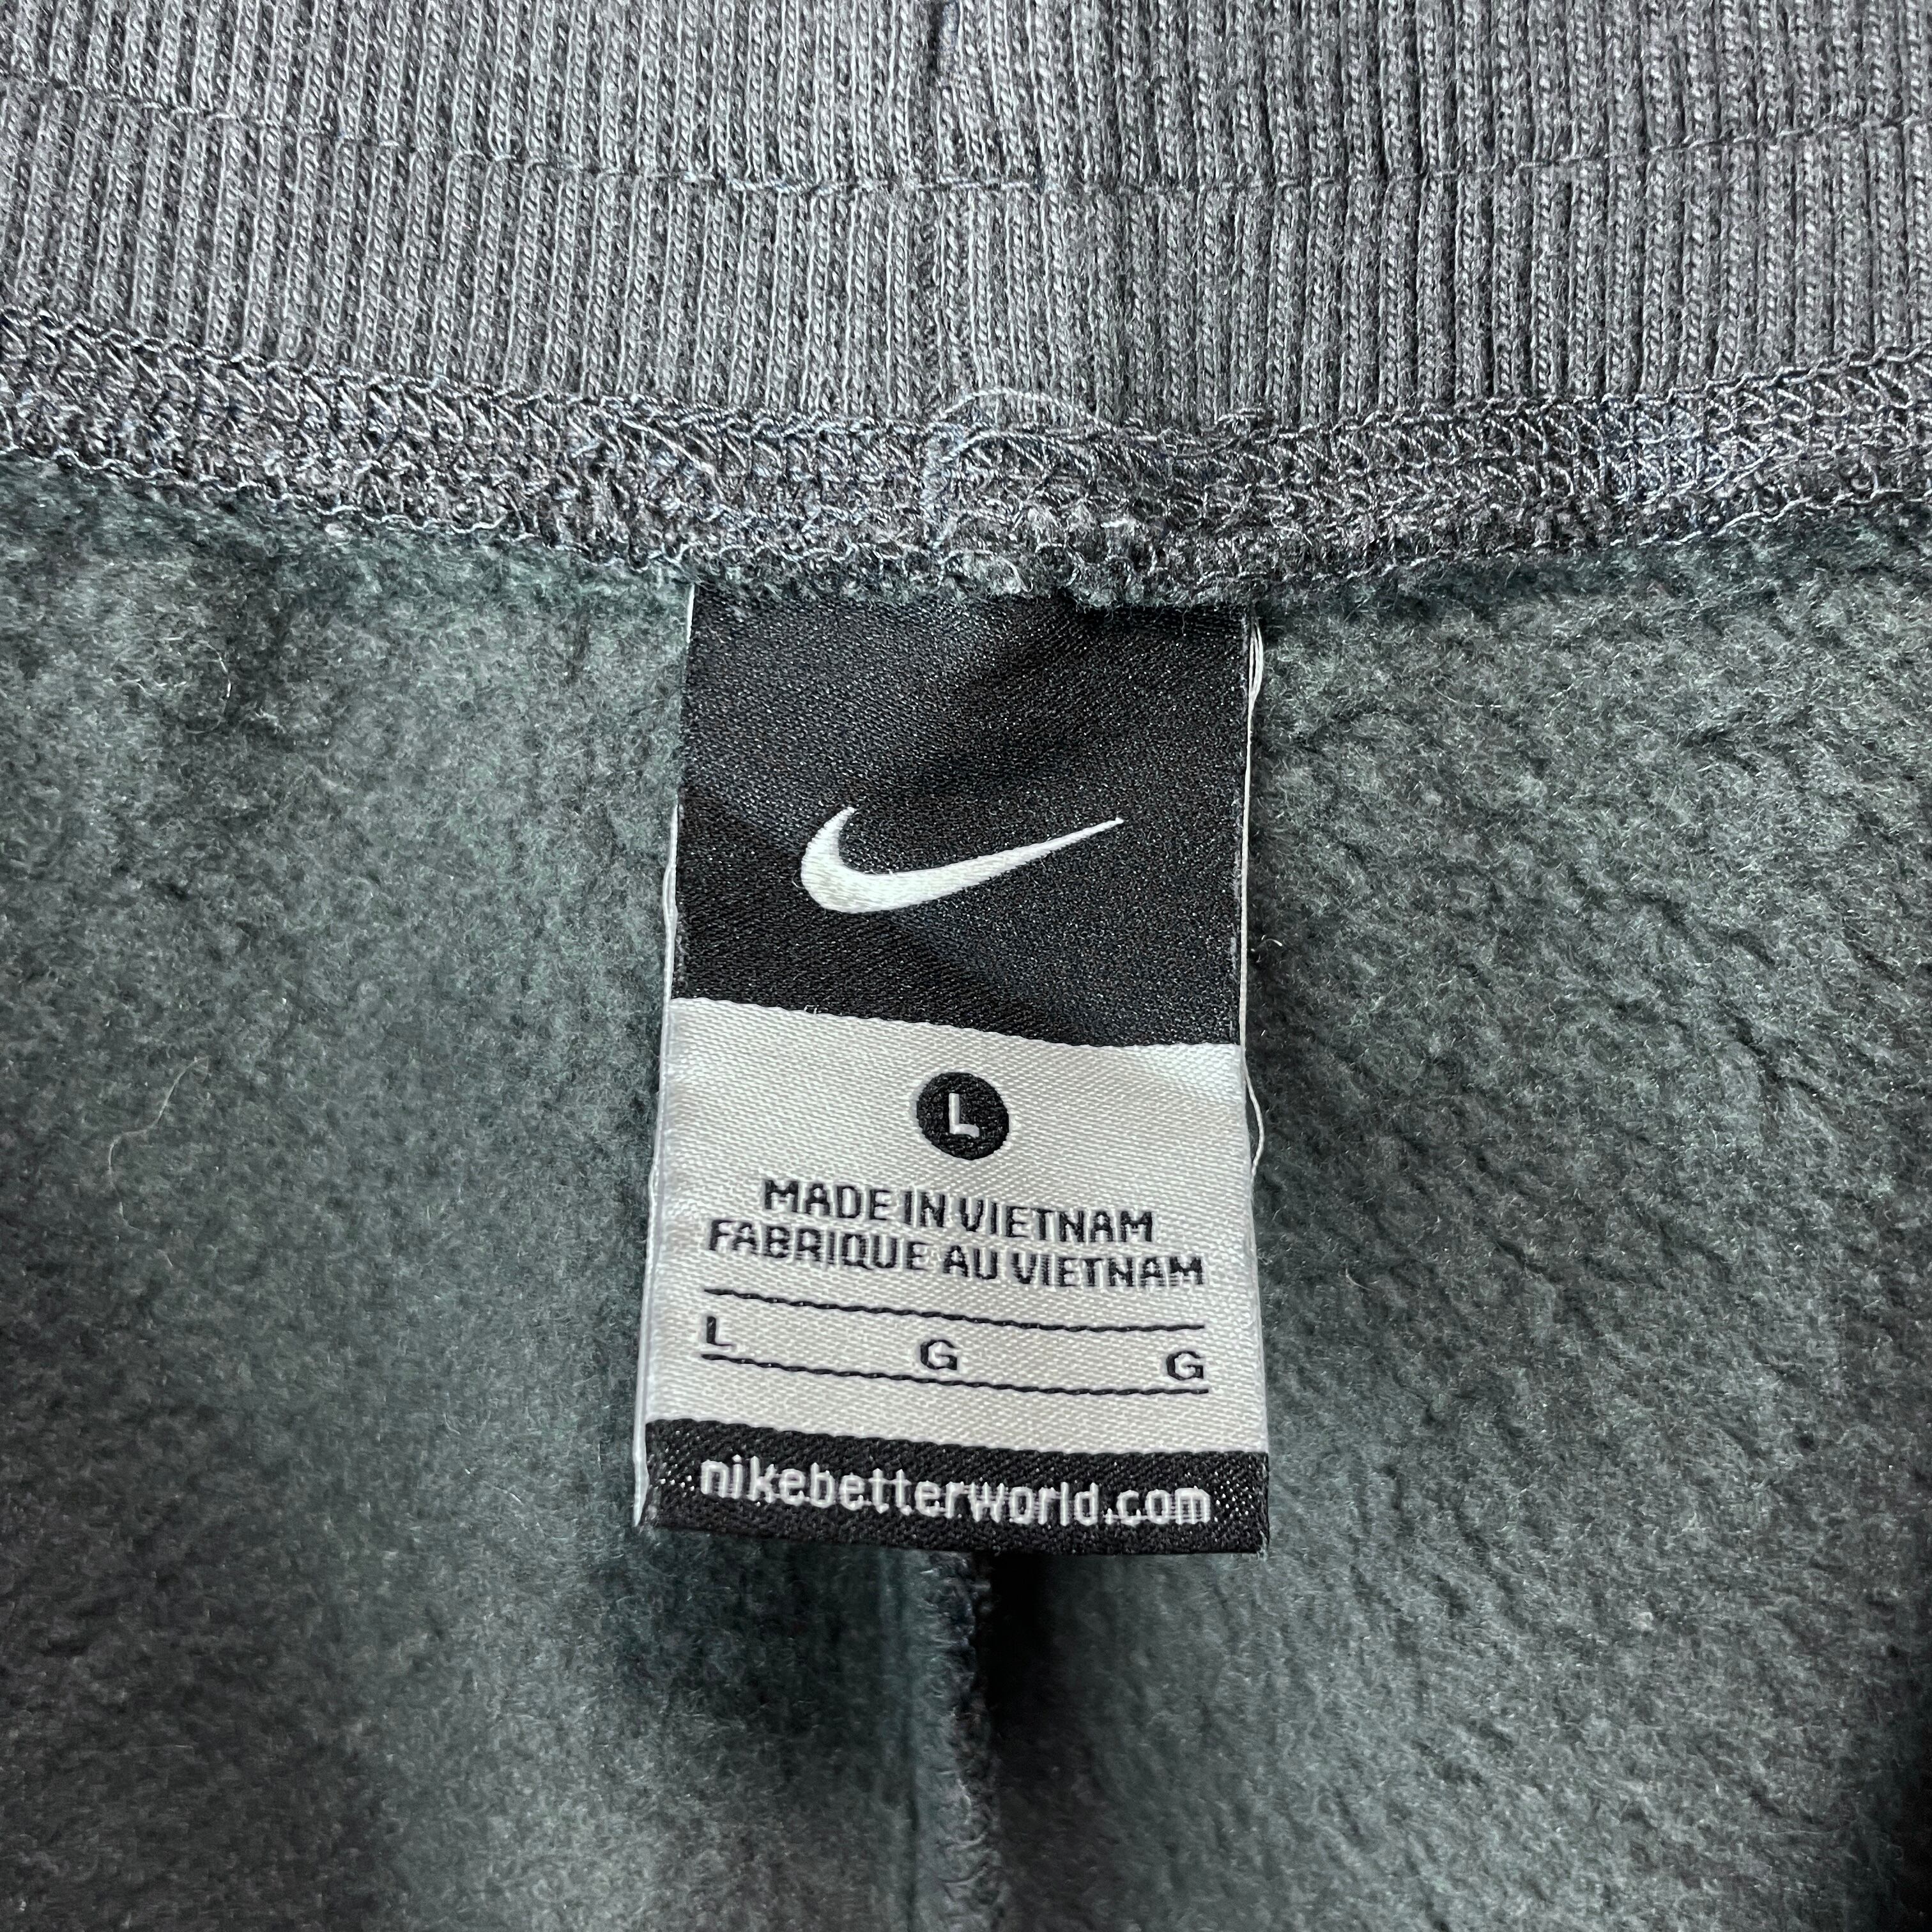 L
MADE IN VIETNAM
FABRIQUE AU VIETNAM
L G G
nikebetterworld.com